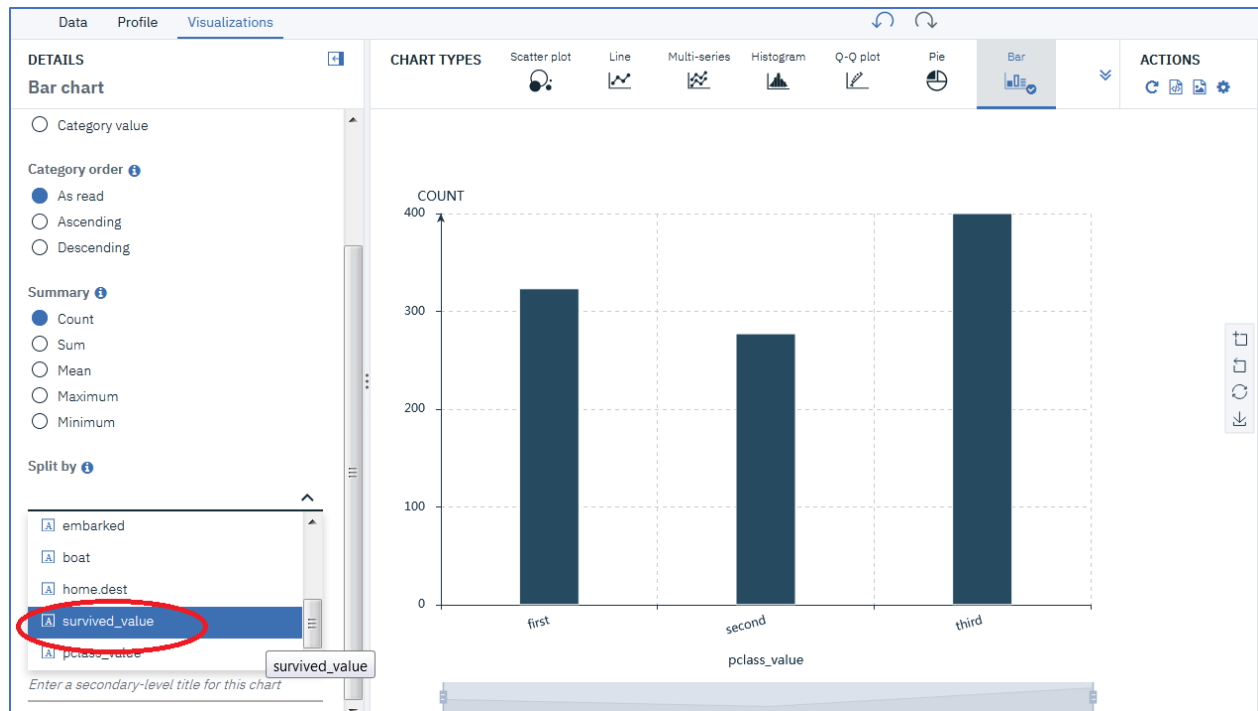 Data Profile Visualizations
DETAILS
Bar chart
Category value
Category order
As read
Ascending
Descending
Summary
Count
Sum
Mean
Maximum
Minimum
Split by
embarked
boat
home.dest
survived_value
pclass_value
survived_value
Enter a secondary-level title for this chart
CHART TYPES Scatter plot Line Multi-series Histogram Q-Q plot Pie Bar
ACTIONS
COUNT
400
300
200
100
0
first second third
pclass_value